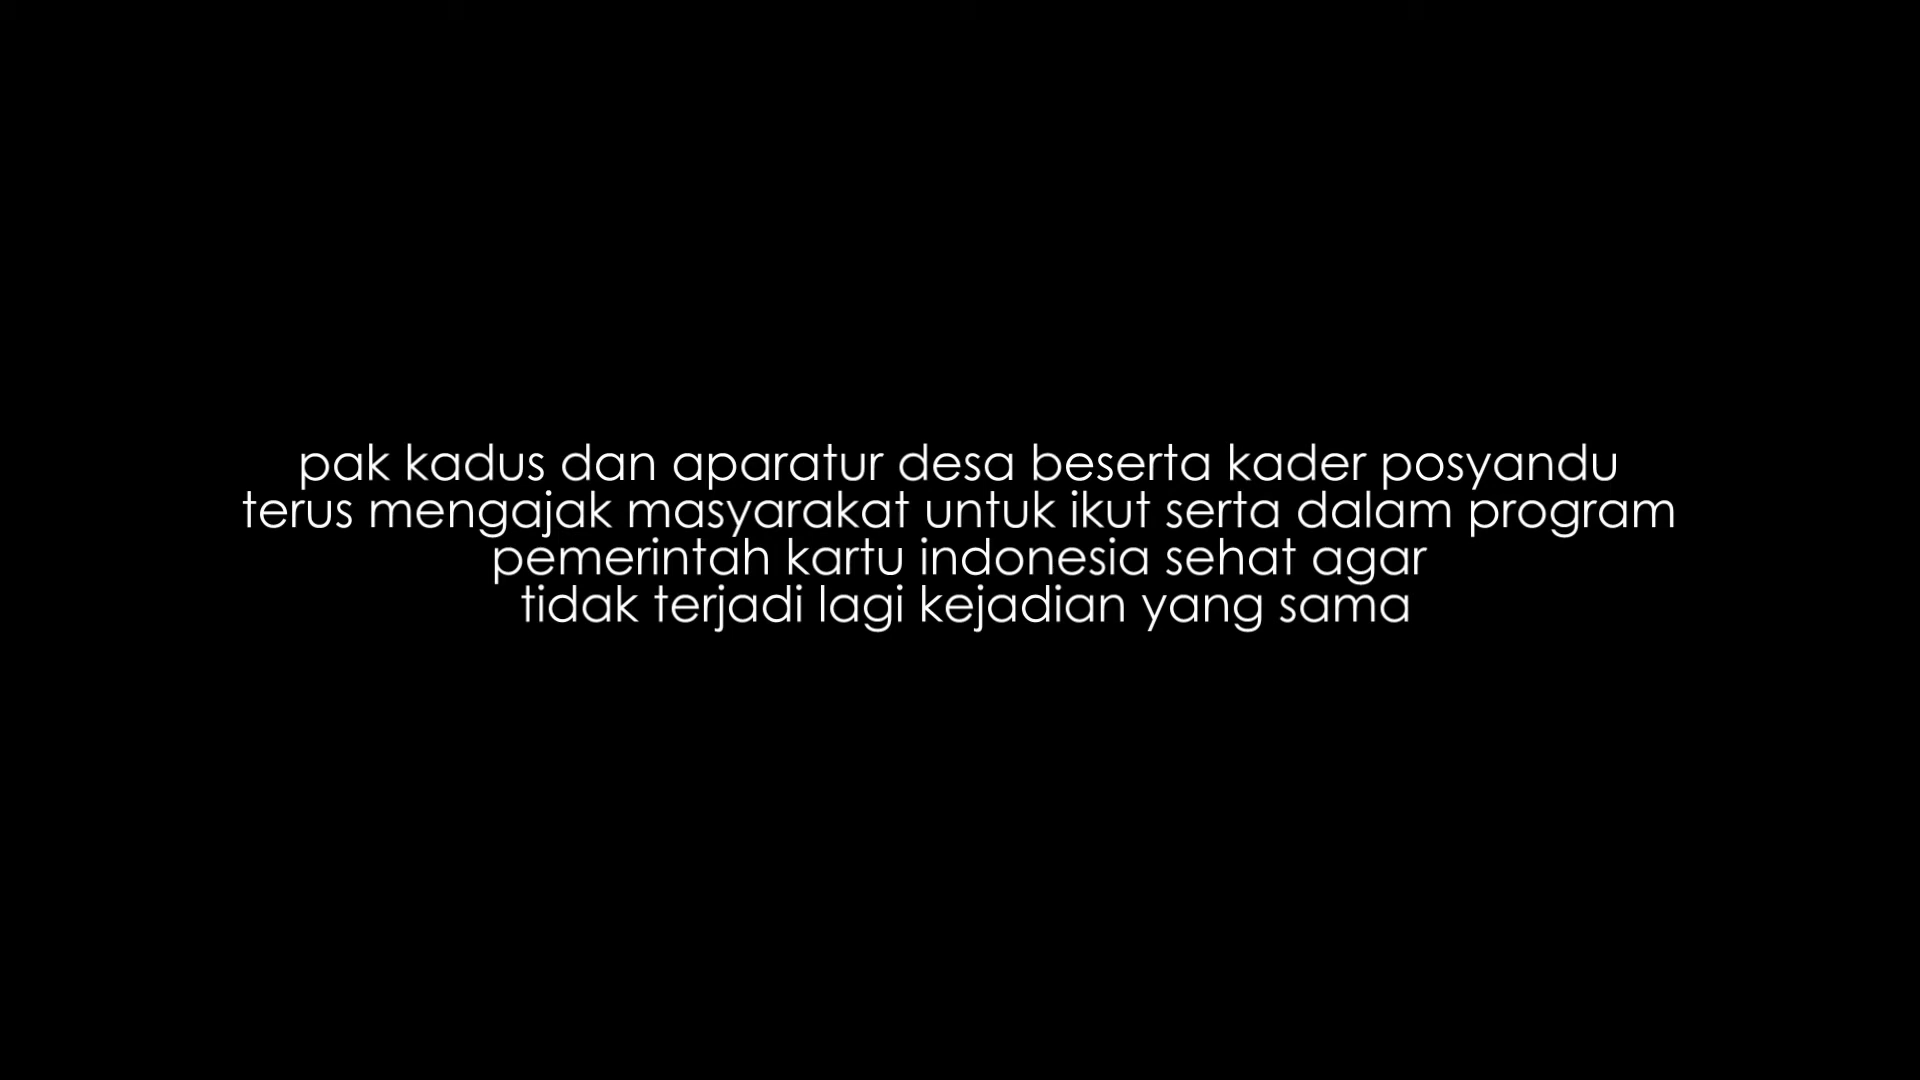 pak kadus dan aparatur desa beserta kader posyandu
terus mengajak masyarakat untuk ikut serta dalam program
pemerintah kartu indonesia sehat agar
tidak terjadi lagi kejadian yang sama